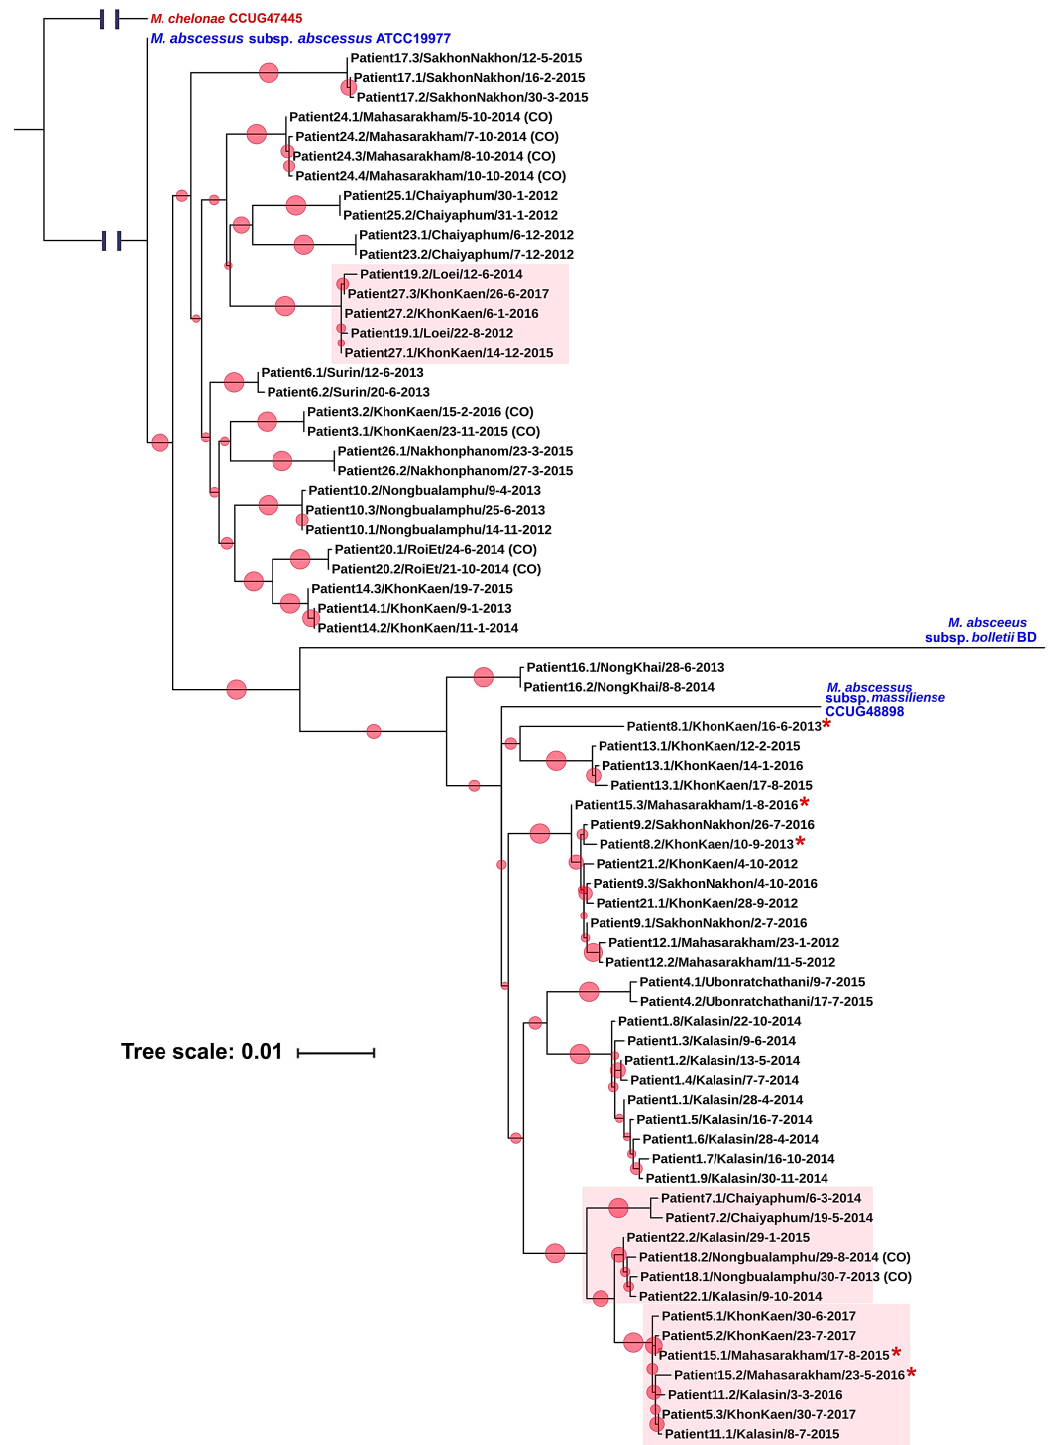 M. chelonae CCUG47445
M. abscessus subsp. abscessus ATCC19977
Patient17.3/SakhonNakhon/12-5-2015
Patient17.1/SakhonNakhon/16-2-2015
Patient17.2/SakhonNakhon/30-3-2015
Patient24.1/Mahasarakham/5-10-2014 (CO)
Patient24.2/Mahasarakham/7-10-2014 (CO)
Patient24.3/Mahasarakham/8-10-2014 (CO)
Patient24.4/Mahasarakham/10-10-2014 (CO)
Patient25.1/Chaiyaphum/30-1-2012
Patient25.2/Chaiyaphum/31-1-2012
Patient23.1/Chaiyaphum/6-12-2012
Patient23.2/Chaiyaphum/7-12-2012
Patient19.2/Loei/12-6-2014
Patient27.3/KhonKaen/26-6-2017
Patient27.2/KhonKaen/6-1-2016
Patient19.1/Loei/22-8-2012
Patient27.1/KhonKaen/14-12-2015
Patient6.1/Surin/12-6-2013
Patient6.2/Surin/20-6-2013
Patient3.2/KhonKaen/15-2-2016 (CO)
Patient3.1/KhonKaen/23-11-2015 (CO)
Patient26.1/Nakhonphanom/23-3-2015
Patient26.2/Nakhonphanom/27-3-2015
Patient10.2/Nongbualamphu/9-4-2013
Patient10.3/Nongbualamphu/25-6-2013
Patient10.1/Nongbualamphu/14-11-2012
Patient20.1/RoiEt/24-6-2014 (CO)
Patient20.2/RoiEt/21-10-2014 (CO)
Patient14.3/KhonKaen/19-7-2015
Patient14.1/KhonKaen/9-1-2013
Patient14.2/KhonKaen/11-1-2014
M. absceeus
subsp. bolletii BD
Patient16.1/NongKhai/28-6-2013
Patient16.2/NongKhai/8-8-2014
M. abscessus
subsp. massiliense
CCUG48898
Patient8.1/KhonKaen/16-6-2013*
Patient13.1/KhonKaen/12-2-2015
Patient13.1/KhonKaen/14-1-2016
Patient13.1/KhonKaen/17-8-2015
Patient15.3/Mahasarakham/1-8-2016*
Patient9.2/SakhonNakhon/26-7-2016
Patient8.2/KhonKaen/10-9-2013*
Patient21.2/KhonKaen/4-10-2012
Patient9.3/SakhonNakhon/4-10-2016
Patient21.1/KhonKaen/28-9-2012
Patient9.1/SakhonNakhon/2-7-2016
Patient12.1/Mahasarakham/23-1-2012
Patient12.2/Mahasarakham/11-5-2012
Patient4.1/Ubonratchathani/9-7-2015
Patient4.2/Ubonratchathani/17-7-2015
Patient1.8/Kalasin/22-10-2014
Patient1.3/Kalasin/9-6-2014
Patient1.2/Kalasin/13-5-2014
Patient1.4/Kalasin/7-7-2014
Patient1.1/Kalasin/28-4-2014
Patient1.5/Kalasin/16-7-2014
Patient1.6/Kalasin/28-4-2014
Patient1.7/Kalasin/16-10-2014
Patient1.9/Kalasin/30-11-2014
Tree scale: 0.01
Patient7.1/Chaiyaphum/6-3-2014
Patient7.2/Chaiyaphum/19-5-2014
Patient22.2/Kalasin/29-1-2015
Patient18.2/Nongbualamphu/29-8-2014 (CO)
Patient18.1/Nongbualamphu/30-7-2013 (CO)
Patient22.1/Kalasin/9-10-2014
Patient5.1/KhonKaen/30-6-2017
Patient5.2/KhonKaen/23-7-2017
Patient15.1/Mahasarakham/17-8-2015*
Patient15.2/Mahasarakham/23-5-2016*
Patient11.2/Kalasin/3-3-2016
Patient5.3/KhonKaen/30-7-2017
Patient11.1/Kalasin/8-7-2015